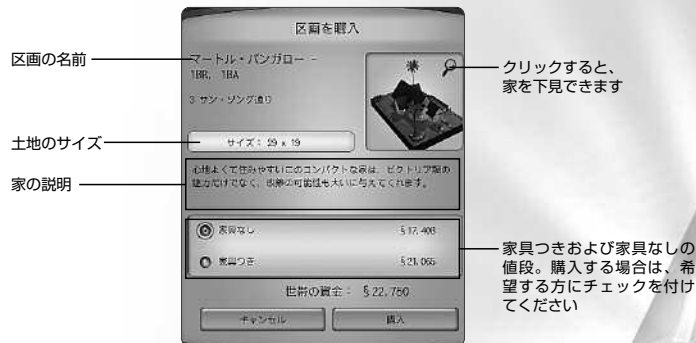 区画を購入
区画の名前
マートル・バンガロー -
1BR, 1BA
クリックすると、
家を下見できます
3 サン・ソング通り
土地のサイズ
サイズ: 29 x 19
家の説明
心地よくて住みやすいこのコンパクトな家は、ビクトリア朝の
魅力だけでなく、改築の可能性も大いに与えてくれます。
家具なし §17,408
家具つき §21,065
家具つきおよび家具なしの
値段。購入する場合は、希
望する方にチェックを付け
てください
世帯の資金: §22,750
キャンセル 購入